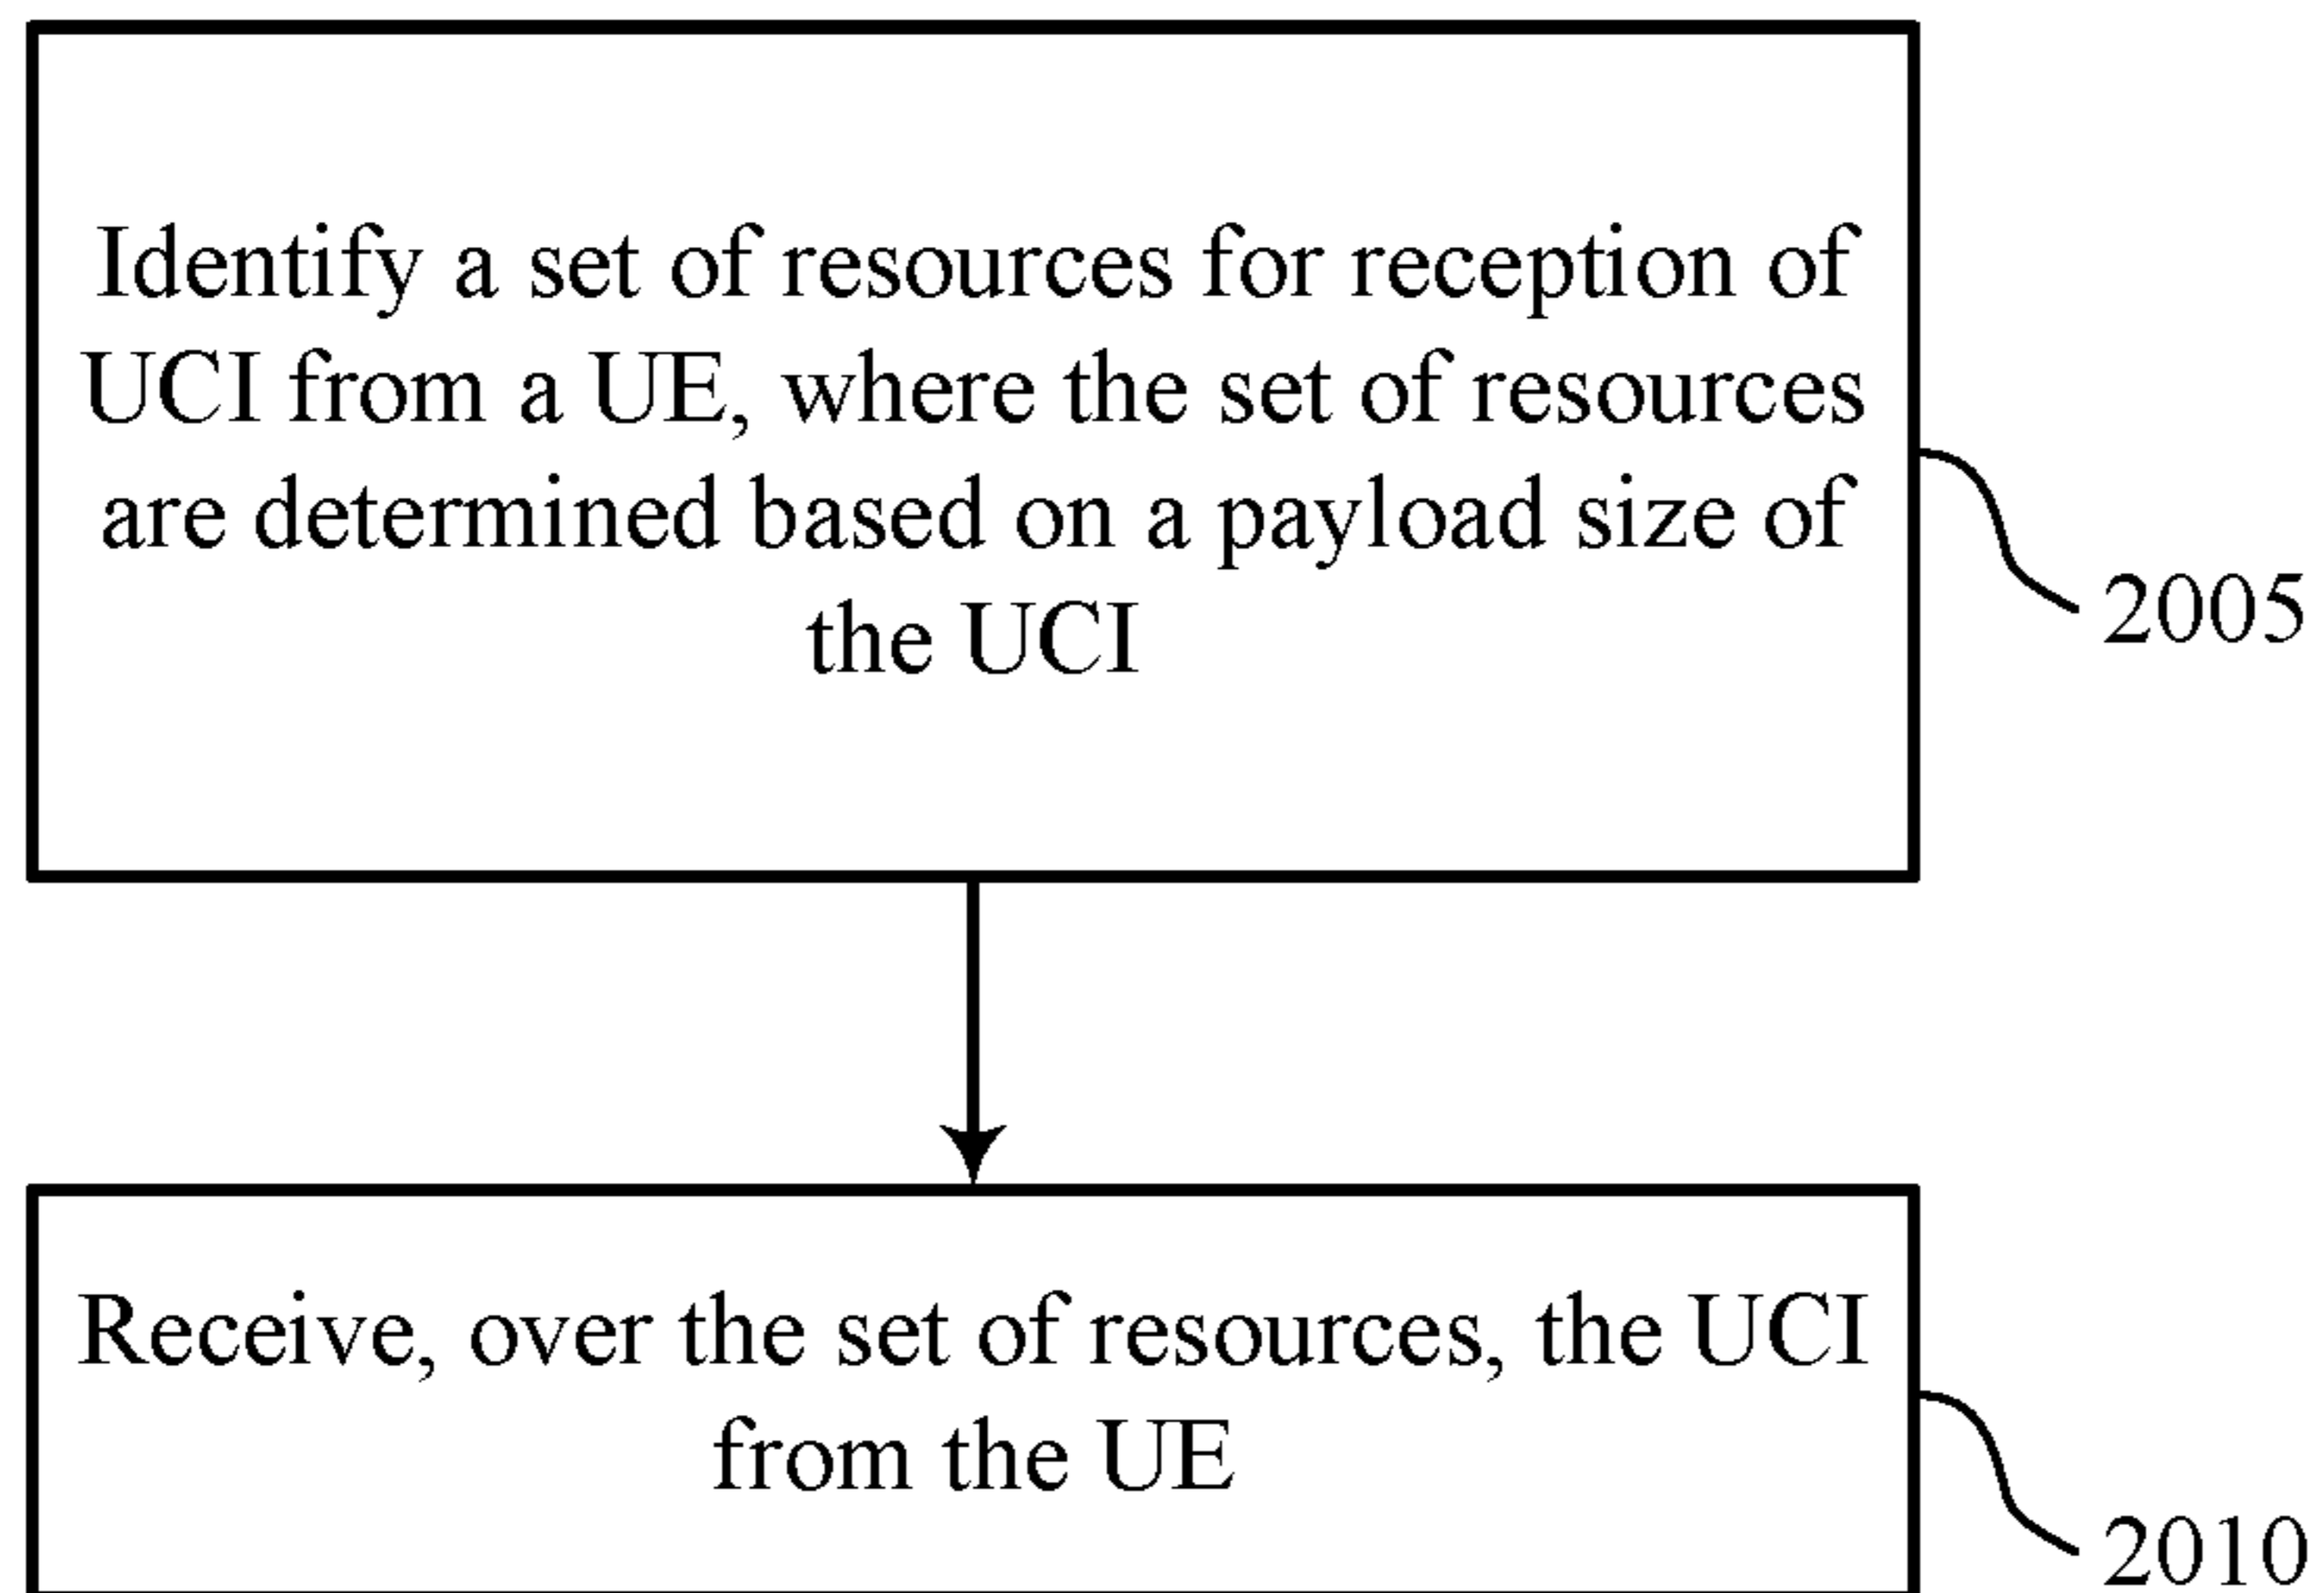 Identify a set of resources for reception of
UCI from a UE, where the set of resources
are determined based on a payload size of
the UCI
2005
Receive, over the set of resources, the UCI
from the UE
2010